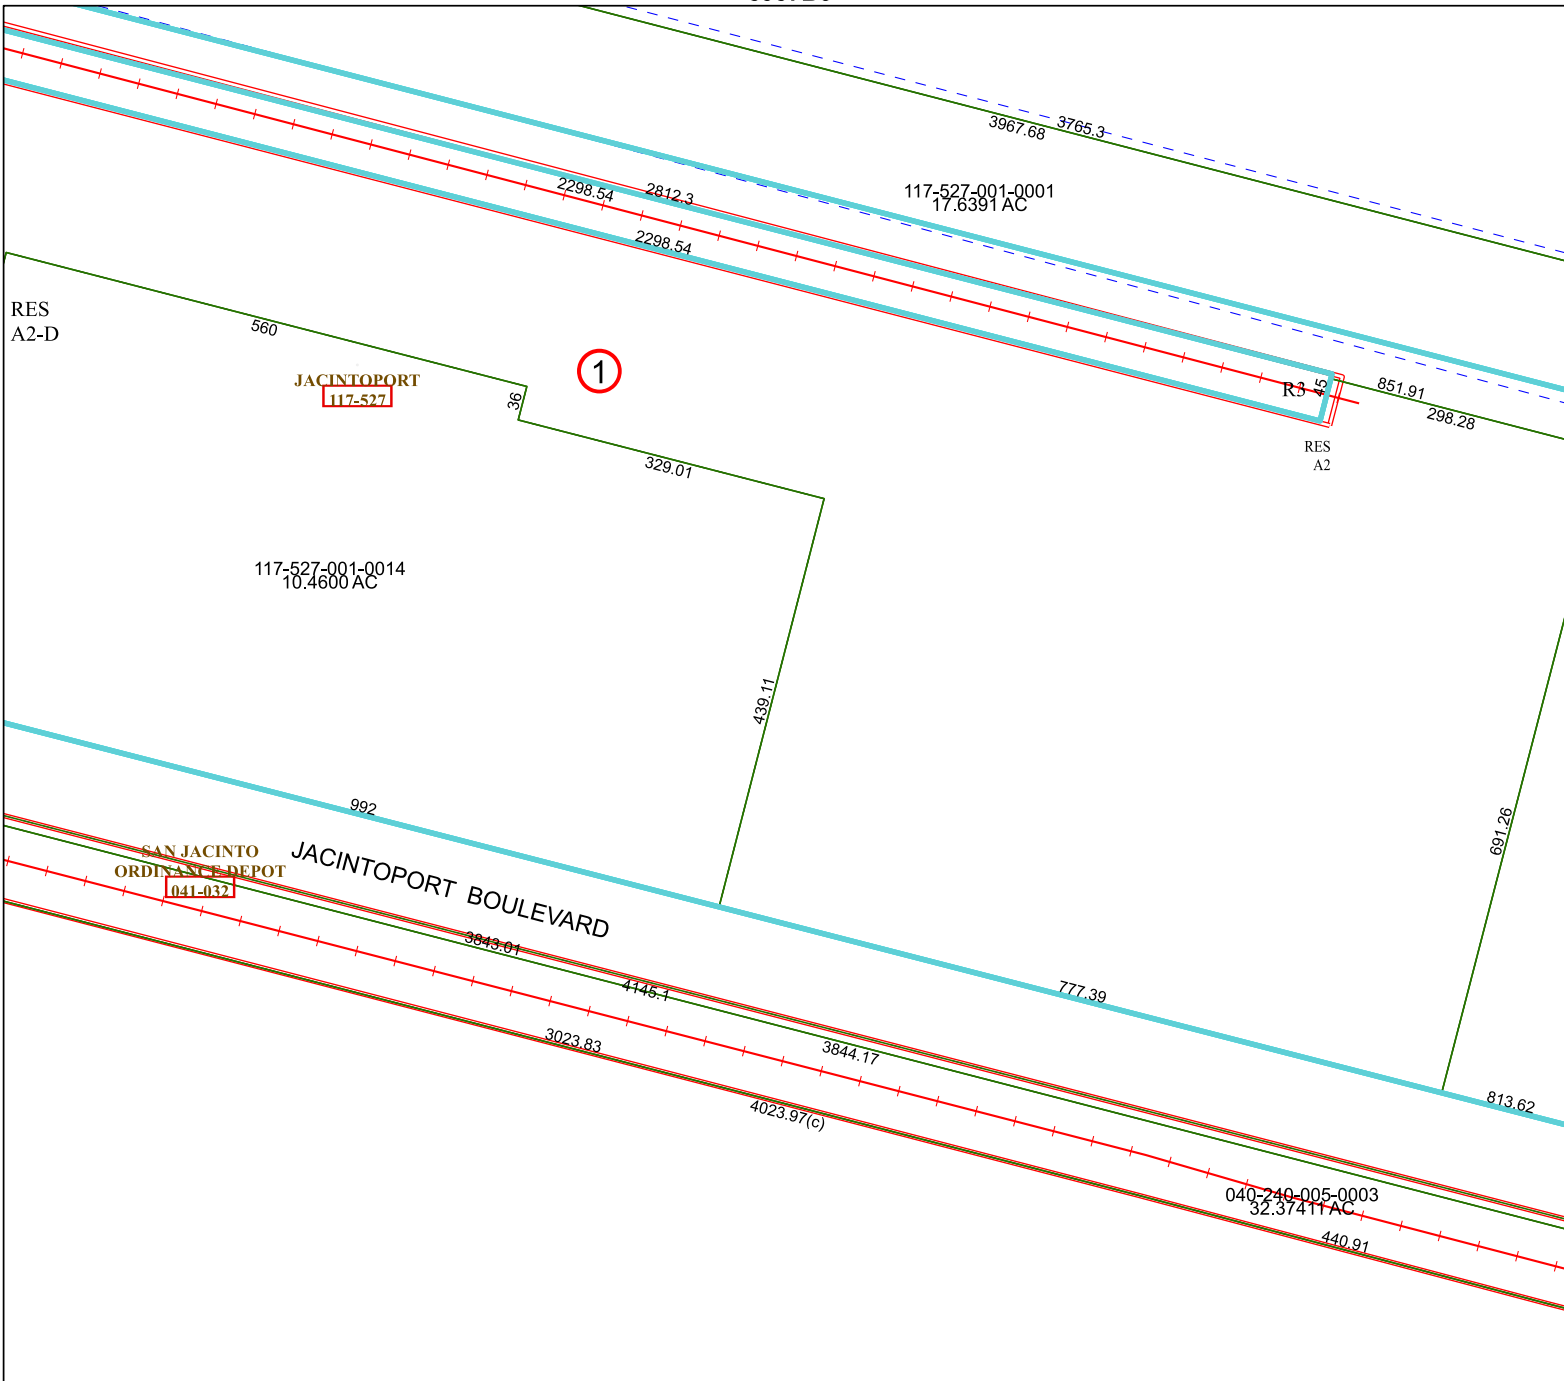 3967.68
3765.3
117-527-001-0001
17.6391 AC
2298.54
2812.3
2298.54
RES
A2-D
560
JACINTOPORT
117-527
1
36
329.01
R3
45
851.91
298.28
RES
A2
117-527-001-0014
10.4600 AC
439.11
691.26
992
SAN JACINTO
ORDINANCE DEPOT
041-032
JACINTOPORT BOULEVARD
3843.01
4145.1
777.39
3023.83
3844.17
4023.97(c)
813.62
040-240-005-0003
32.37411 AC
440.91